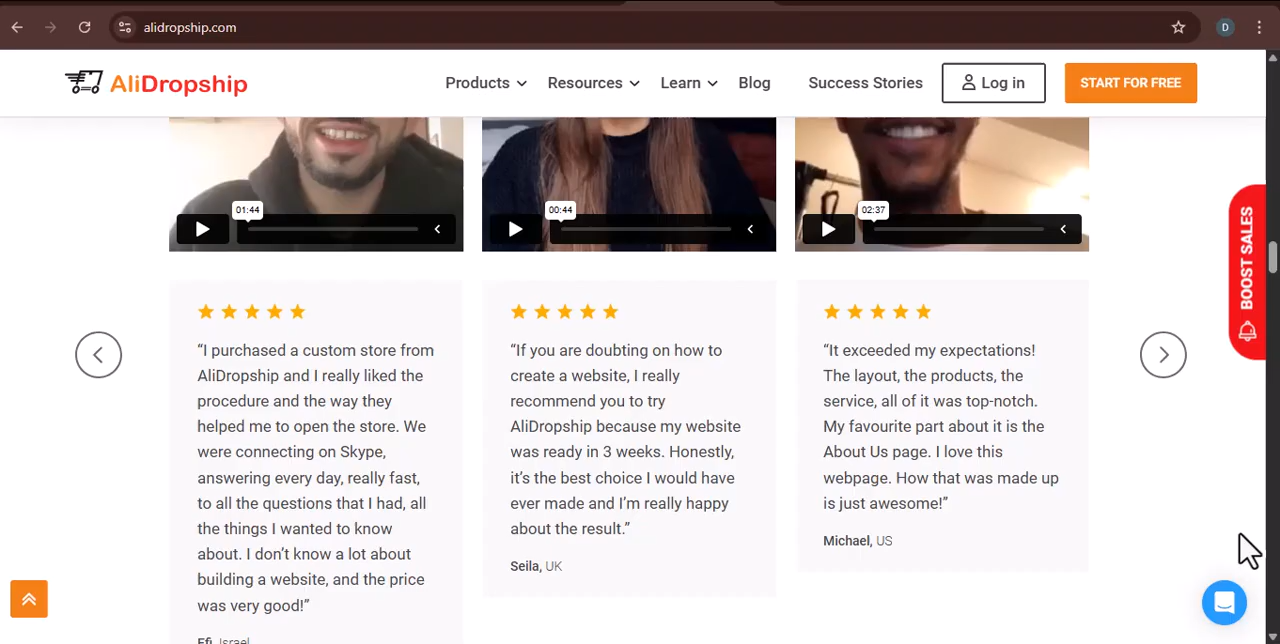 alidropship.com
D
AliDropship
Products
Resources
Learn
Blog
Success Stories
Log in
START FOR FREE
01:44
00:44
02:37
BOOST SALES
“I purchased a custom store from
AliDropship and I really liked the
procedure and the way they
helped me to open the store. We
were connecting on Skype,
answering every day, really fast,
to all the questions that I had, all
the things I wanted to know
about. I don’t know a lot about
building a website, and the price
was very good!”
Efi, Israel
“If you are doubting on how to
create a website, I really
recommend you to try
AliDropship because my website
was ready in 3 weeks. Honestly,
it’s the best choice I would have
ever made and I’m really happy
about the result.”
Seila, UK
“It exceeded my expectations!
The layout, the products, the
service, all of it was top-notch.
My favourite part about it is the
About Us page. I love this
webpage. How that was made up
is just awesome!”
Michael, US